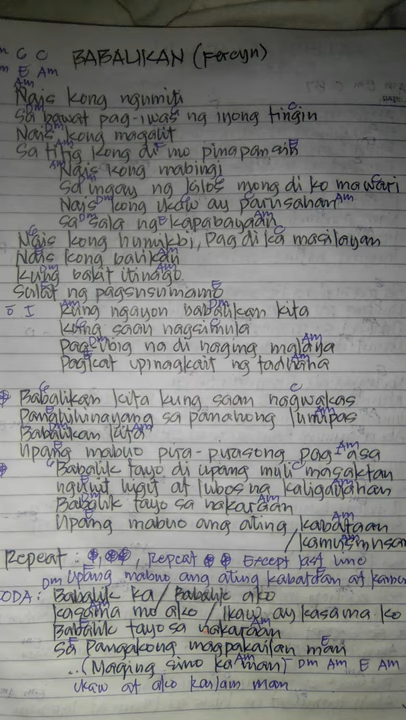 m C C BABALIKAN (Fercyn)
m E Am
Am
Nais kong ngumiti
Sa bawat pag-iwas ng iyong tingin
Nais kong magalit
Sa titig kong di mo pinapansin
Nais kong mabingi
Sa ingay ng kilos mong di ko mawari
Nais kong ikaw ay parusahan
Sa sala ng kapabayaan
Nais kong humikbi, pag di ka masilayan
Nais kong balikan
Kung bakit itinago
Sulat ng pagsusumamo
E I Kung ngayon babalikan kita
Kung saan nagsimula
Pag-ibig na di naging malaya
Pagkat ipinagkait ng tadhana
Babalikan kita kung saan nagwakas
Panghihinayang sa panahong lumipas
Babalikan kita
Upang mabuo pira-pirasong pag-asa
Babalik tayo di upang muli masaktan
ngunit lugit at lubos na kaligayahan
Babalik tayo sa nakaraan
Upang mabuo ang ating kabataan
/kamusmusan
Repeat: , , Repeat Except last line
Dm Upang mabuo ang ating kabataan at
CODA: Babalik ka/Babalik ako
kasama mo ako / Ikaw ay kasama ko
Babalik tayo sa nakaraan
Sa pangakong magpakailan man
..(Maging sino ka man) Dm Am E Am
ikaw at ako kailan man